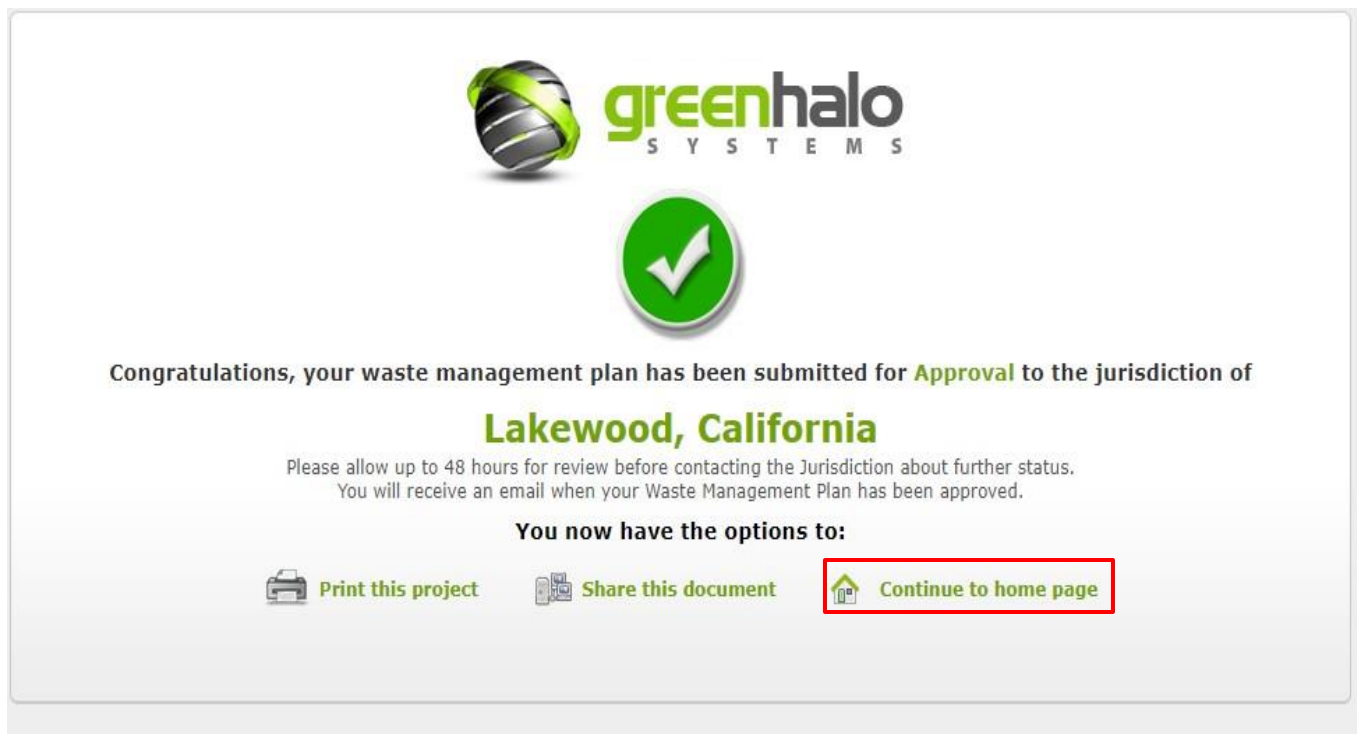 greenhalo
SYSTEMS
Congratulations, your waste management plan has been submitted for Approval to the jurisdiction of
Lakewood, California
Please allow up to 48 hours for review before contacting the Jurisdiction about further status.
You will receive an email when your Waste Management Plan has been approved.
You now have the options to:
Print this project Share this document Continue to home page